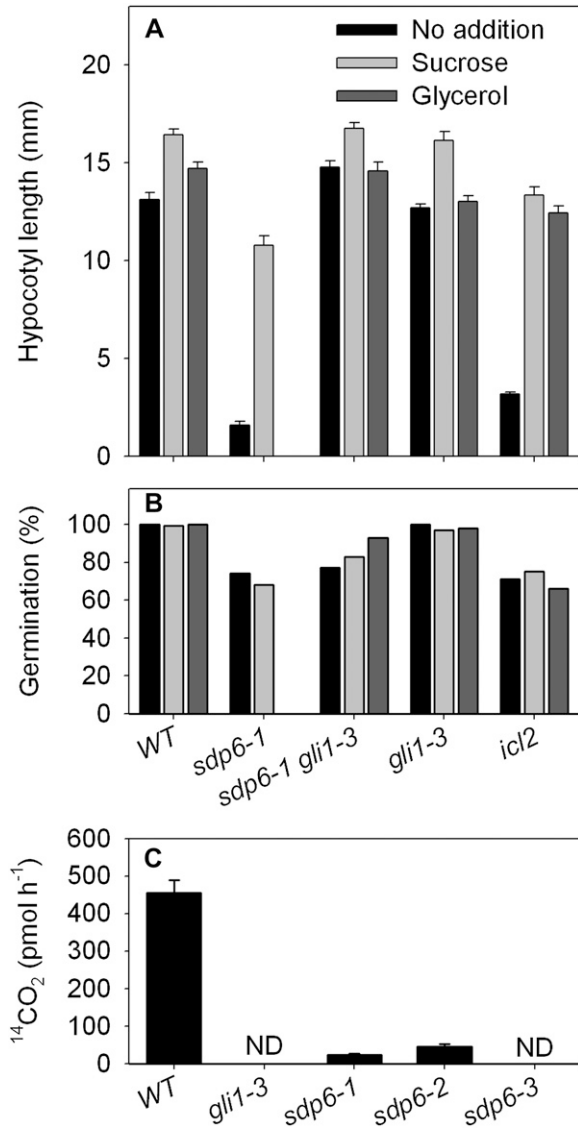 A
No addition
Sucrose
Glycerol
Hypocotyl length (mm)
20
15
10
5
0
B
Germination (%)
100
80
60
40
20
0
WT
sdp6-1
sdp6-1 gli1-3
gli1-3
icl2
C
¹⁴CO₂ (pmol h⁻¹)
600
500
400
300
200
100
0
ND
ND
WT
gli1-3
sdp6-1
sdp6-2
sdp6-3